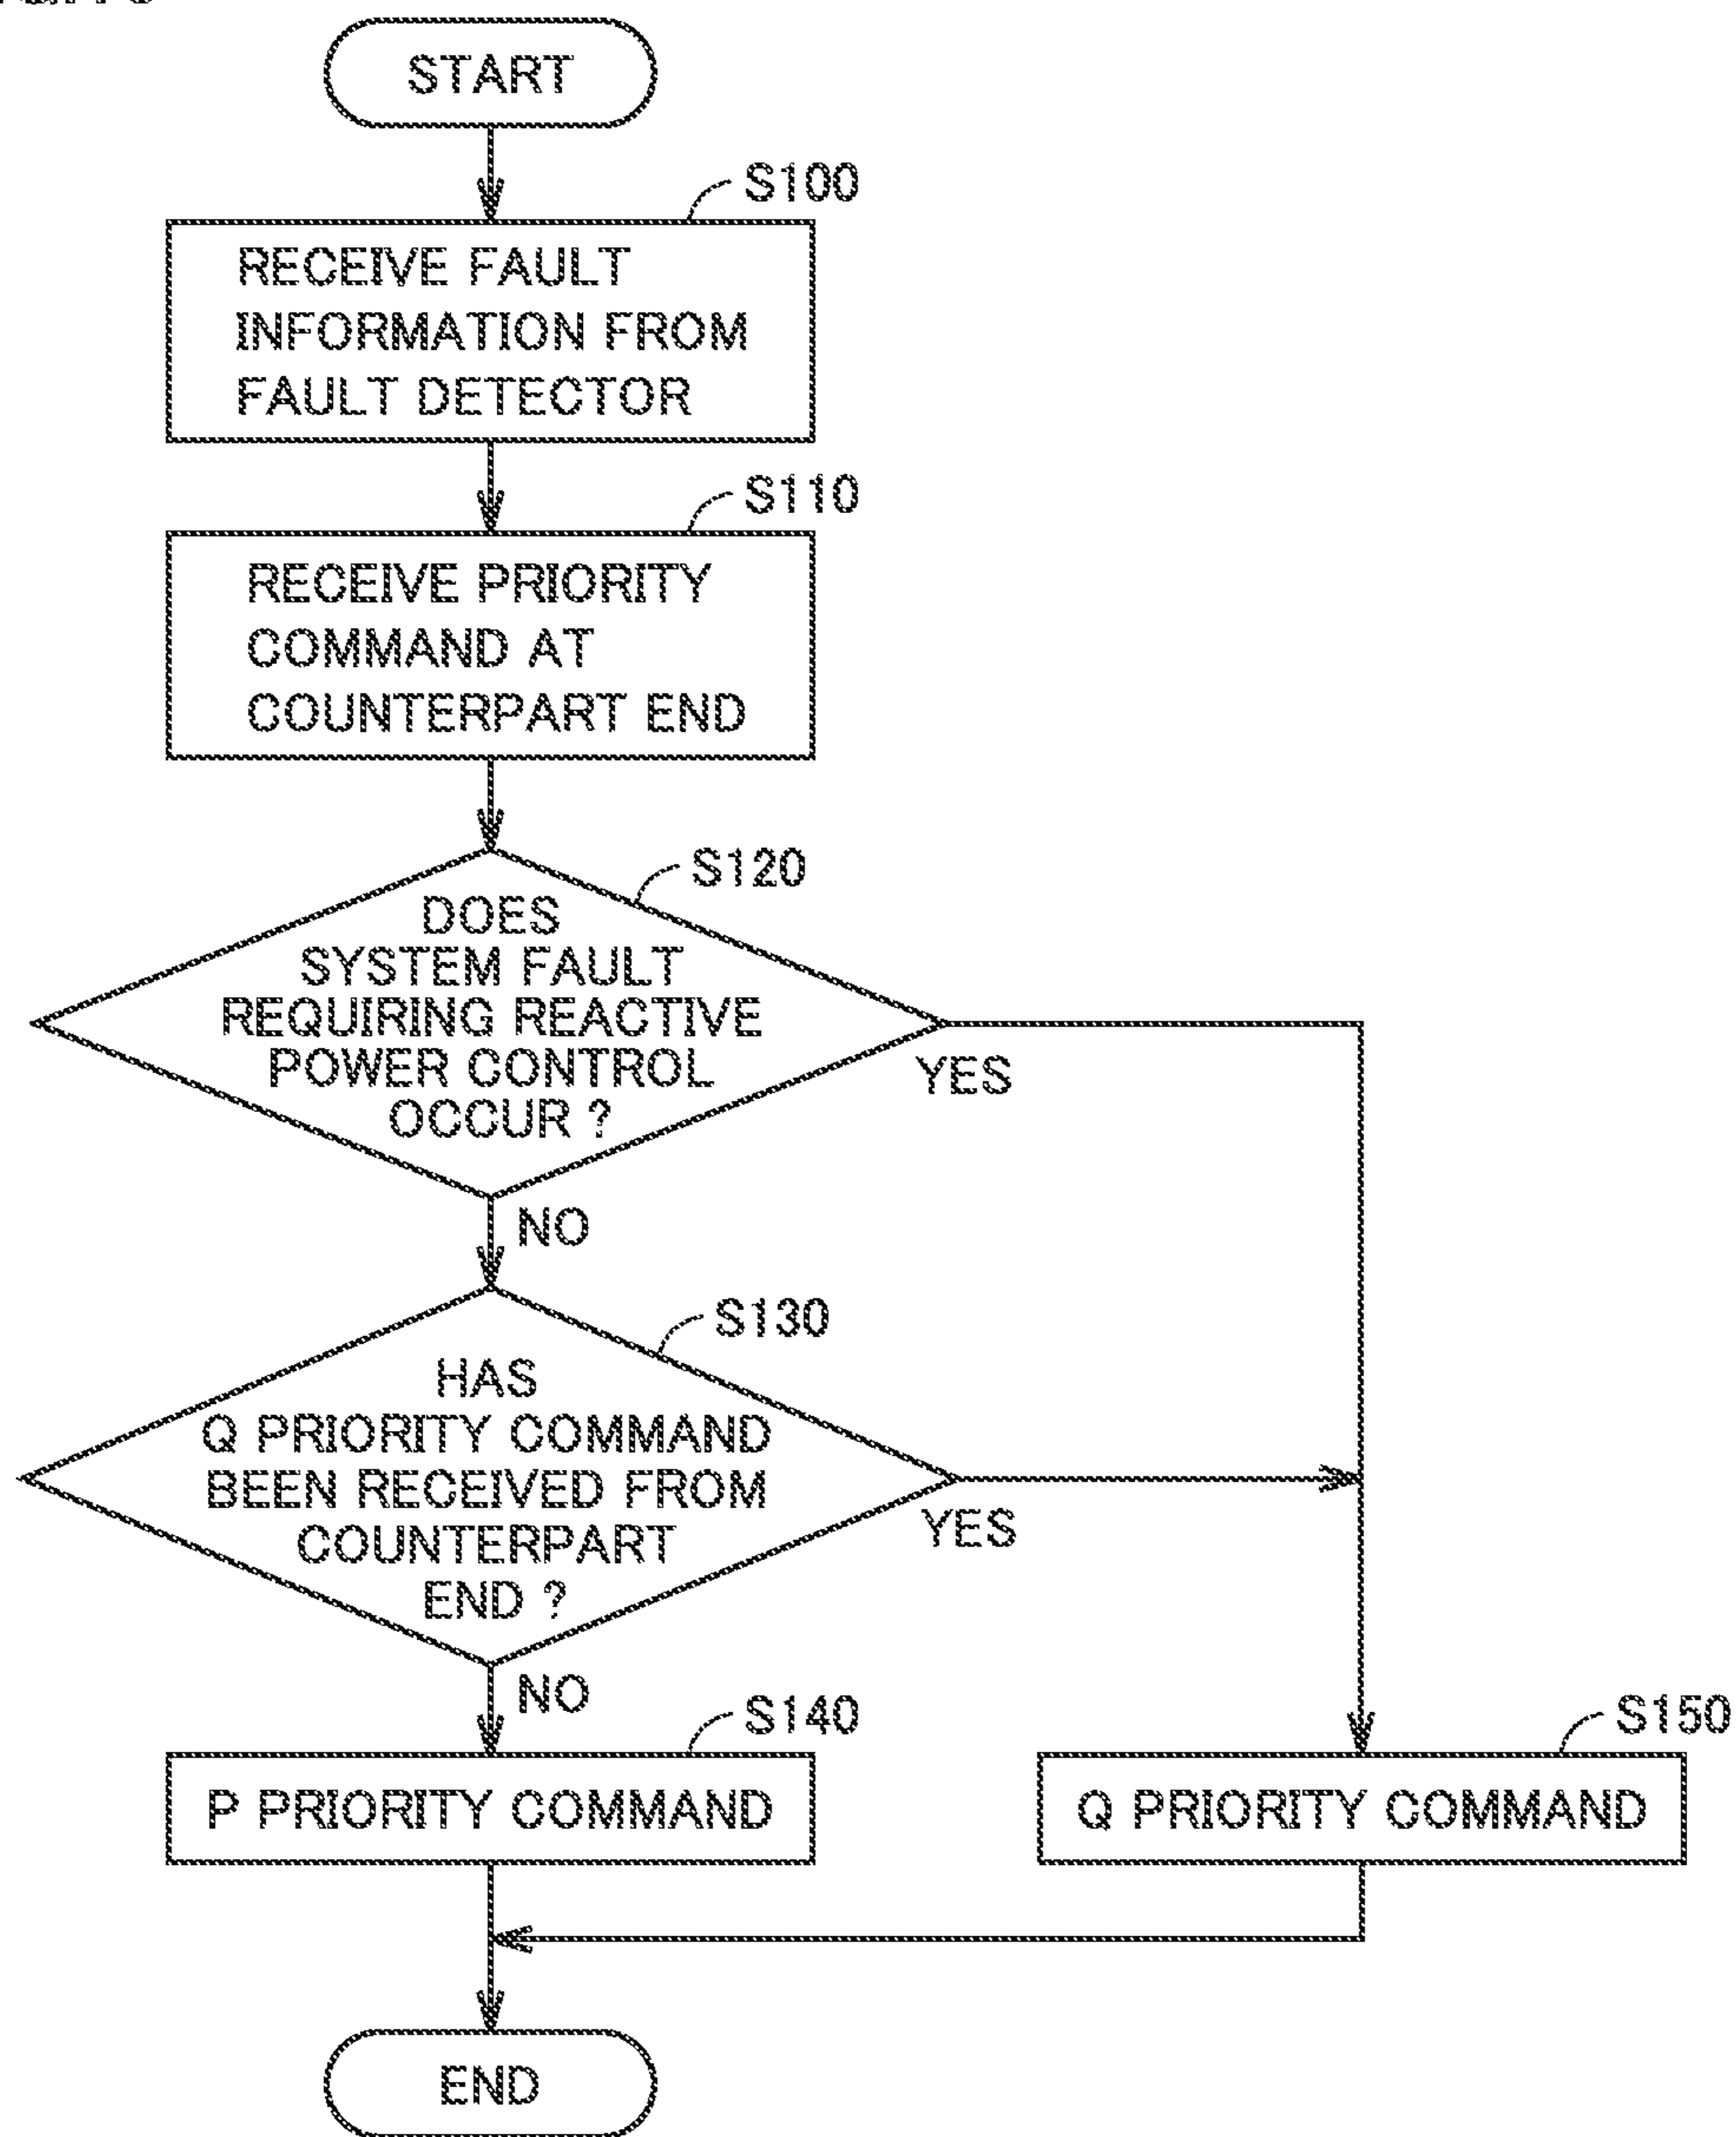 START
S100
RECEIVE FAULT
INFORMATION FROM
FAULT DETECTOR
S110
RECEIVE PRIORITY
COMMAND AT
COUNTERPART END
S120
DOES
SYSTEM FAULT
REQUIRING REACTIVE
POWER CONTROL
OCCUR ?
YES
NO
S130
HAS
Q PRIORITY COMMAND
BEEN RECEIVED FROM
COUNTERPART
END ?
YES
NO
S140
P PRIORITY COMMAND
S150
Q PRIORITY COMMAND
END